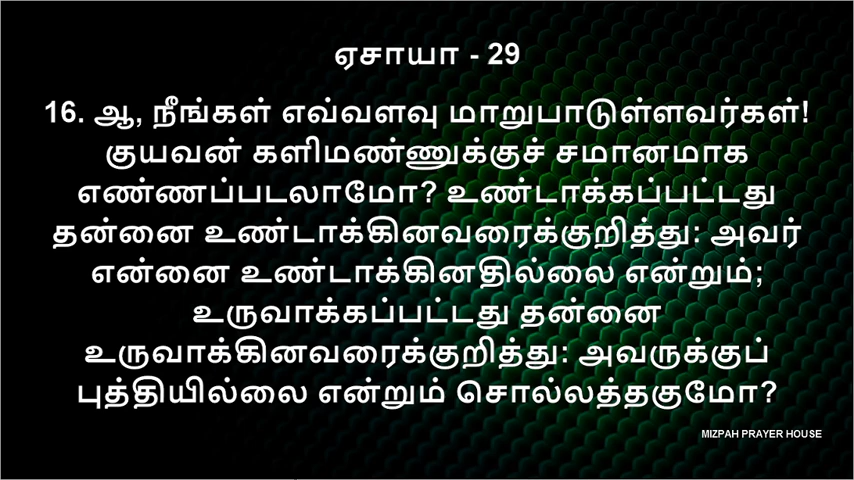 ஏசாயா - 29
16. ஆ, நீங்கள் எவ்வளவு மாறுபாடுள்ளவர்கள்!
குயவன் களிமண்ணுக்குச் சமானமாக
எண்ணப்படலாமோ? உண்டாக்கப்பட்டது
தன்னை உண்டாக்கினவரைக்குறித்து: அவர்
என்னை உண்டாக்கினதில்லை என்றும்;
உருவாக்கப்பட்டது தன்னை
உருவாக்கினவரைக்குறித்து: அவருக்குப்
புத்தியில்லை என்றும் சொல்லத்தகுமோ?
MIZPAH PRAYER HOUSE